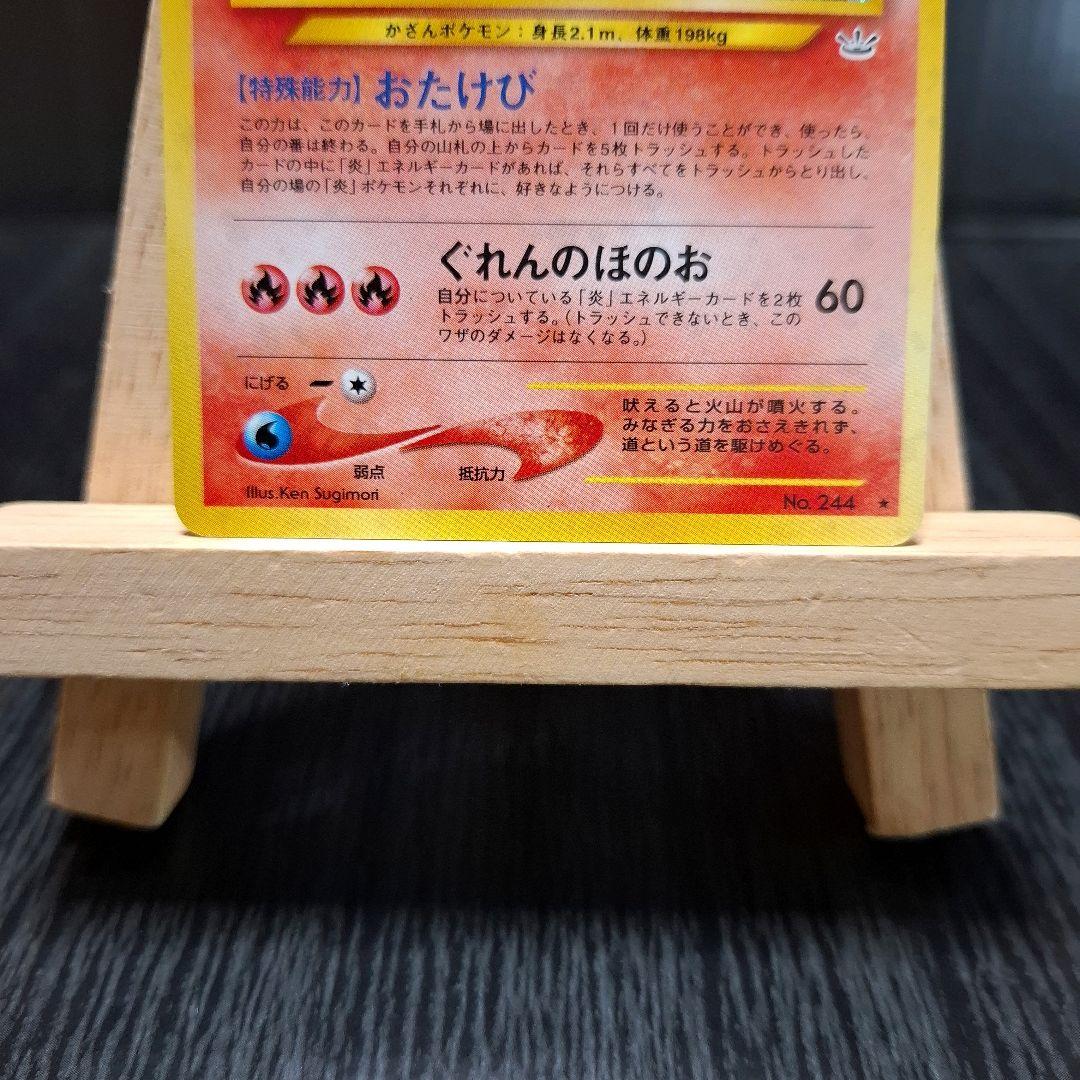 かざんポケモン：身長2.1m、体重198kg
【特殊能力】おたけび
この力は、このカードを手札から場に出したとき、1回だけ使うことができ、使ったら、
自分の番は終わる。自分の山札の上からカードを5枚トラッシュする。トラッシュした
カードの中に「炎」エネルギーカードがあれば、それらすべてをトラッシュからとり出し、
自分の場の「炎」ポケモンそれぞれに、好きなようにつける。
ぐれんのほのお
60
自分についている「炎」エネルギーカードを2枚
トラッシュする。（トラッシュできないとき、この
ワザのダメージはなくなる。）
にげる
弱点
抵抗力
吠えると火山が噴火する。
みなぎる力をおさえきれず、
道という道を駆けめぐる。
Illus.Ken Sugimori
No. 244 ★